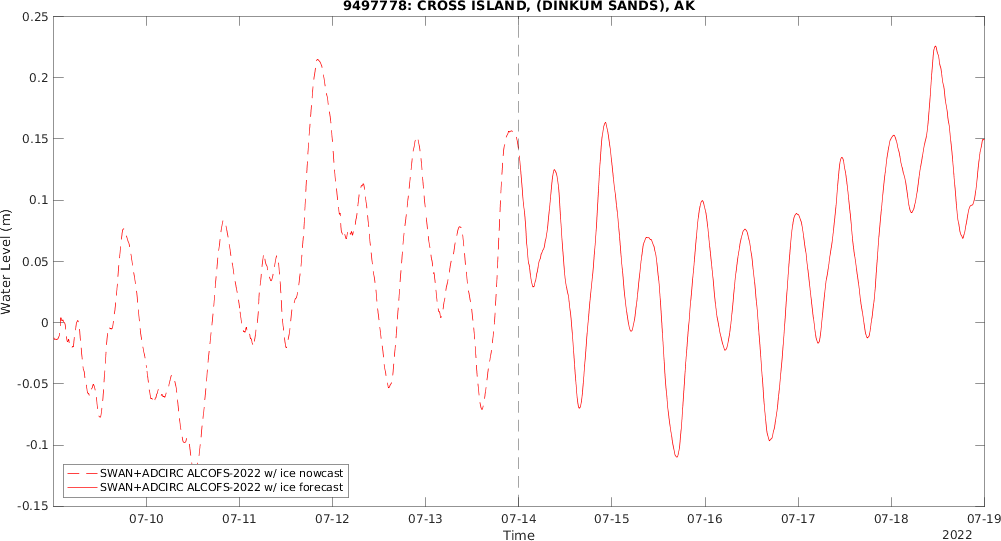 9497778: CROSS ISLAND, (DINKUM SANDS), AK
0.25
0.2
0.15
0.1
0.05
0
-0.05
-0.1
-0.15
Water Level (m)
SWAN+ADCIRC ALCOFS-2022 w/ ice nowcast
SWAN+ADCIRC ALCOFS-2022 w/ ice forecast
07-10 07-11 07-12 07-13 07-14 07-15 07-16 07-17 07-18 07-19
Time
2022